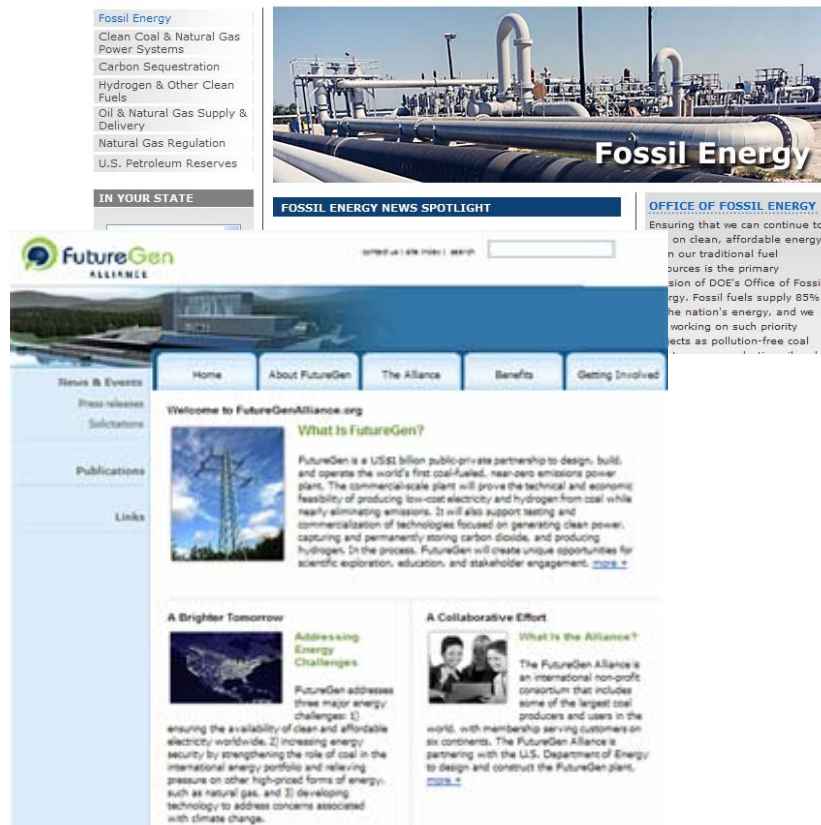 Fossil Energy
Clean Coal & Natural Gas
Power Systems
Carbon Sequestration
Hydrogen & Other Clean
Fuels
Oil & Natural Gas Supply &
Delivery
Natural Gas Regulation
U.S. Petroleum Reserves
IN YOUR STATE
Fossil Energy
FOSSIL ENERGY NEWS SPOTLIGHT
OFFICE OF FOSSIL ENERGY
Ensuring that we can continue to
on clean, affordable energy
our traditional fuel
is the primary
of DOE's Office of Fossi
Fossil fuels supply 85%
nation's energy, and we
working on such priority
as pollution-free coal
FutureGen
ALLIANCE
contact us | site index | search
Home
About FutureGen
The Alliance
Benefits
Getting Involved
News & Events
Press releases
Solicitations
Publications
Links
Welcome to FutureGenAlliance.org
What Is FutureGen?
FutureGen is a US$1 billion public-private partnership to design, build,
and operate the world's first coal-fueled, near-zero emissions power
plant. The commercial-scale plant will prove the technical and economic
feasibility of producing low-cost electricity and hydrogen from coal while
nearly eliminating emissions. It will also support testing and
commercialization of technologies focused on generating clean power,
capturing and permanently storing carbon dioxide, and producing
hydrogen. In the process, FutureGen will create unique opportunities for
scientific exploration, education, and stakeholder engagement. more +
A Brighter Tomorrow
Addressing
Energy
Challenges
FutureGen addresses
three major energy
challenges: 1)
ensuring the availability of clean and affordable
electricity worldwide, 2) increasing energy
security by strengthening the role of coal in the
international energy portfolio and relieving
pressure on other high-priced forms of energy,
such as natural gas, and 3) developing
technology to address concerns associated
with climate change.
A Collaborative Effort
What Is the Alliance?
The FutureGen Alliance is
an international non-profit
consortium that includes
some of the largest coal
producers and users in the
world, with membership serving customers on
six continents. The FutureGen Alliance is
partnering with the U.S. Department of Energy
to design and construct the FutureGen plant.
more +